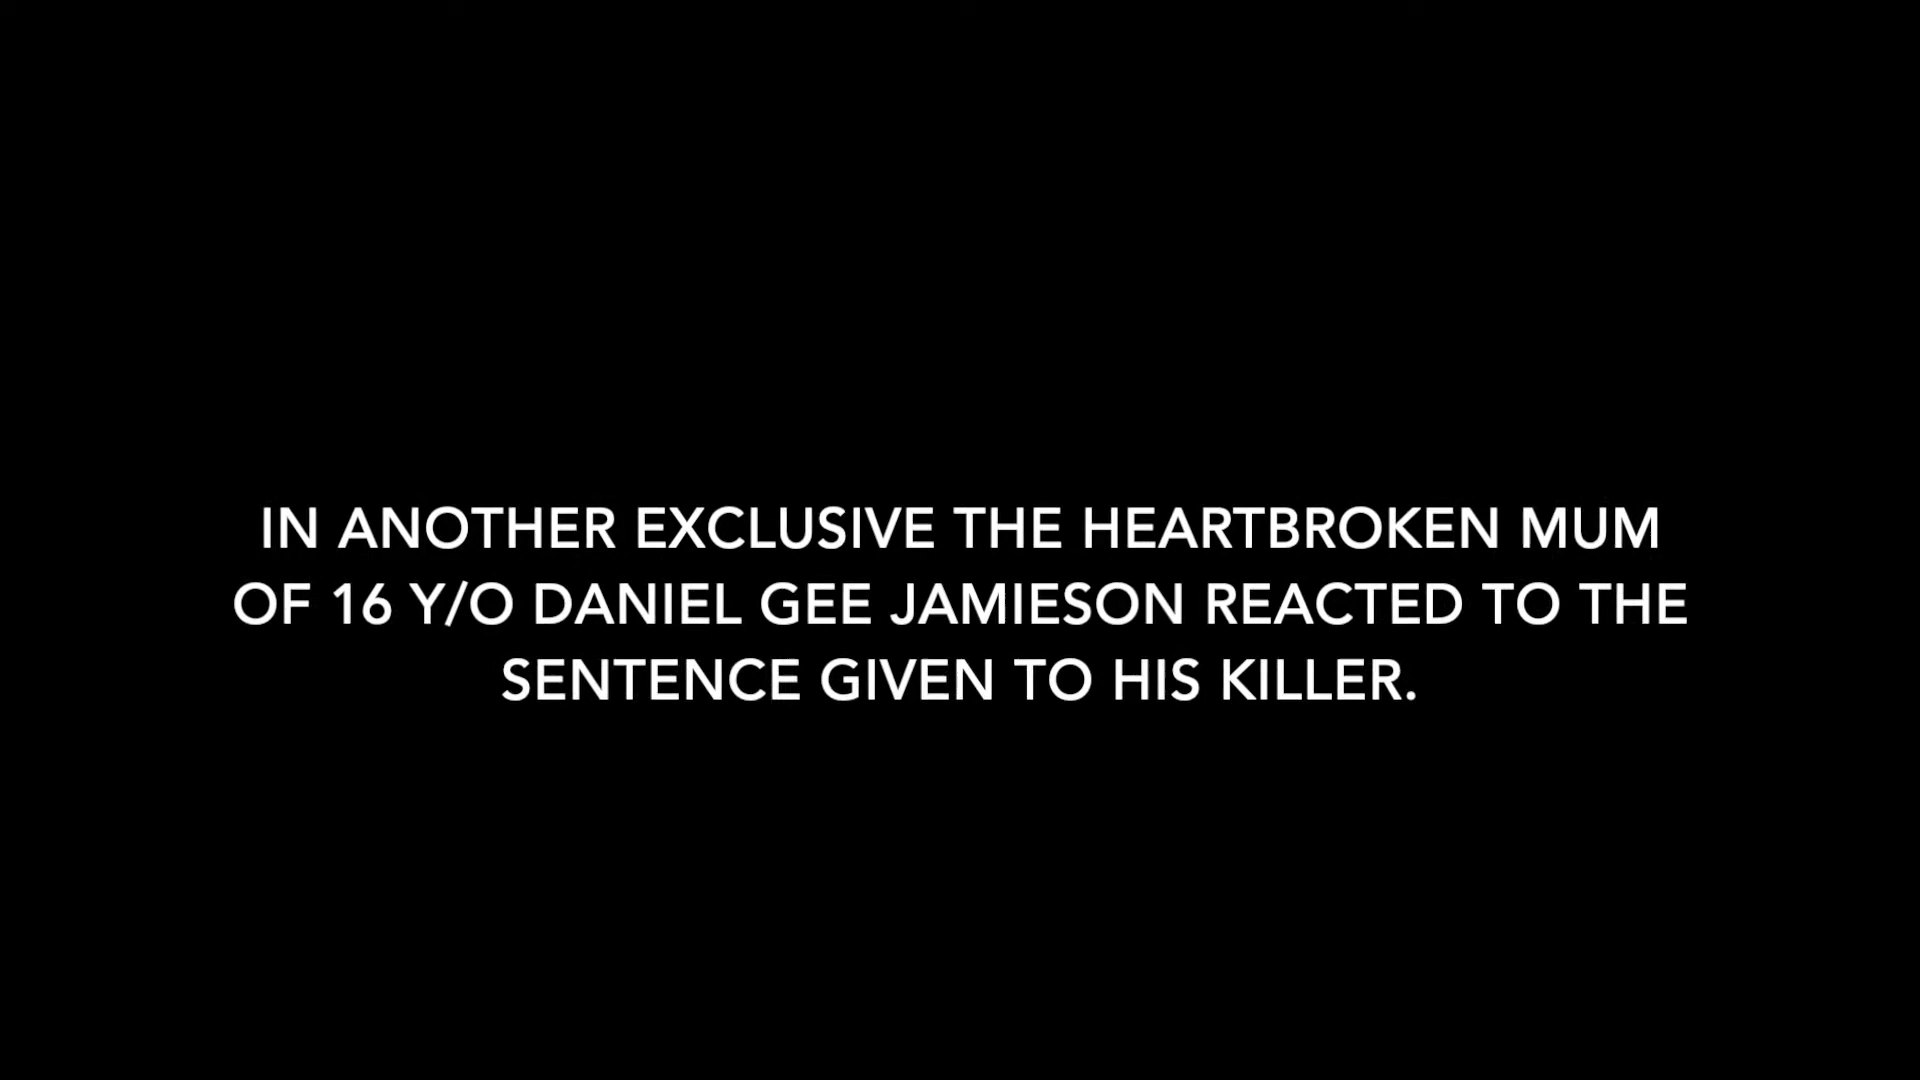 IN ANOTHER EXCLUSIVE THE HEARTBROKEN MUM
OF 16 Y/O DANIEL GEE JAMIESON REACTED TO THE
SENTENCE GIVEN TO HIS KILLER.